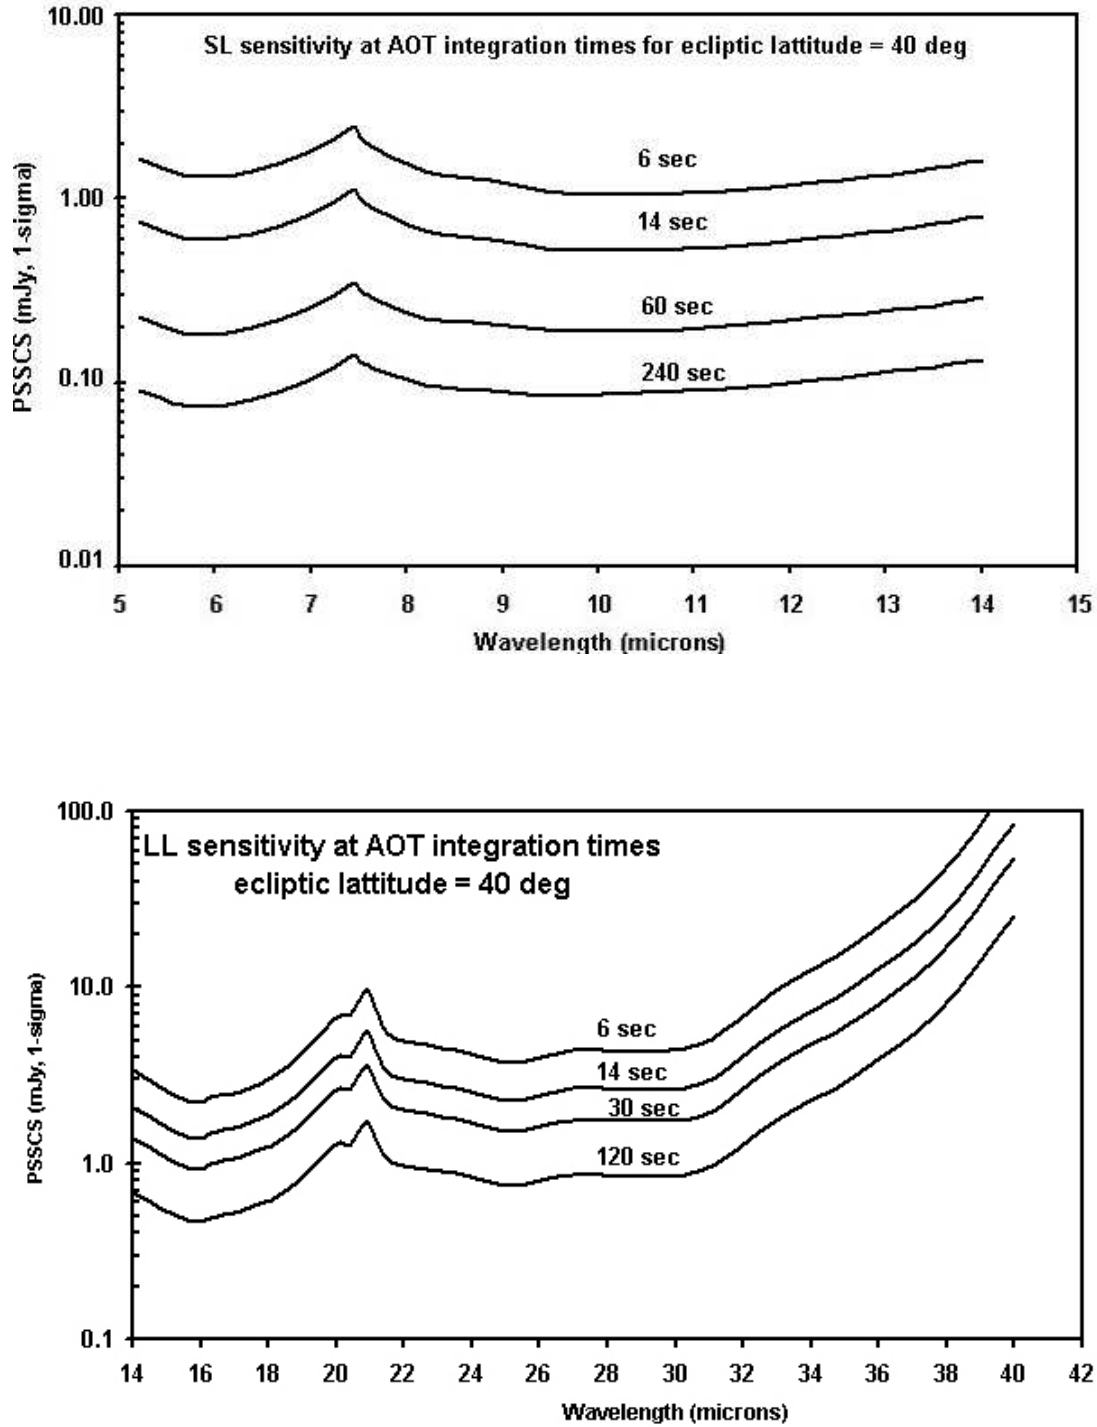 10.00
SL sensitivity at AOT integration times for ecliptic lattitude = 40 deg
6 sec
1.00
14 sec
60 sec
0.10
240 sec
0.01
PSSCS (mJy, 1-sigma)
5 6 7 8 9 10 11 12 13 14 15
Wavelength (microns)
100.0
LL sensitivity at AOT integration times
ecliptic lattitude = 40 deg
10.0
6 sec
14 sec
30 sec
1.0
120 sec
0.1
PSSCS (mJy, 1-sigma)
14 16 18 20 22 24 26 28 30 32 34 36 38 40 42
Wavelength (microns)